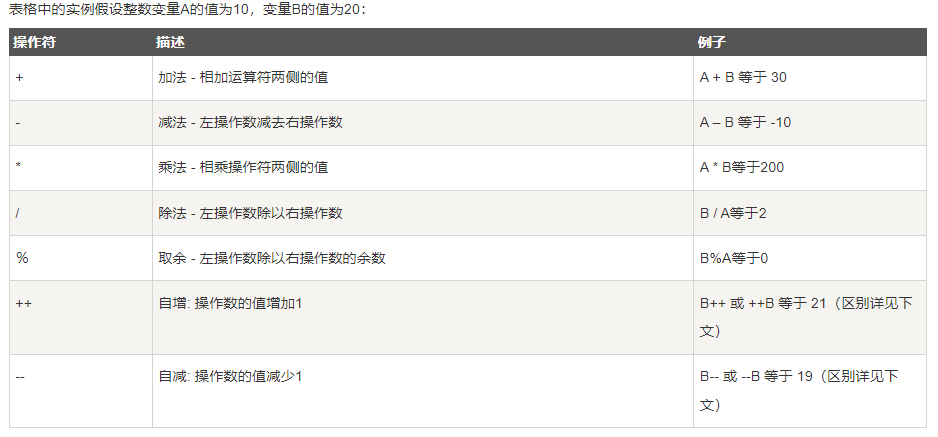 表格中的实例假设整数变量A的值为10，变量B的值为20：
操作符 描述 例子
+ 加法 - 相加运算符两侧的值 A + B 等于 30
- 减法 - 左操作数减去右操作数 A – B 等于 -10
* 乘法 - 相乘操作符两侧的值 A * B等于200
/ 除法 - 左操作数除以右操作数 B / A等于2
% 取余 - 左操作数除以右操作数的余数 B%A等于0
++ 自增: 操作数的值增加1 B++ 或 ++B 等于 21（区别详见下
文）
-- 自减: 操作数的值减少1 B-- 或 --B 等于 19（区别详见下
文）